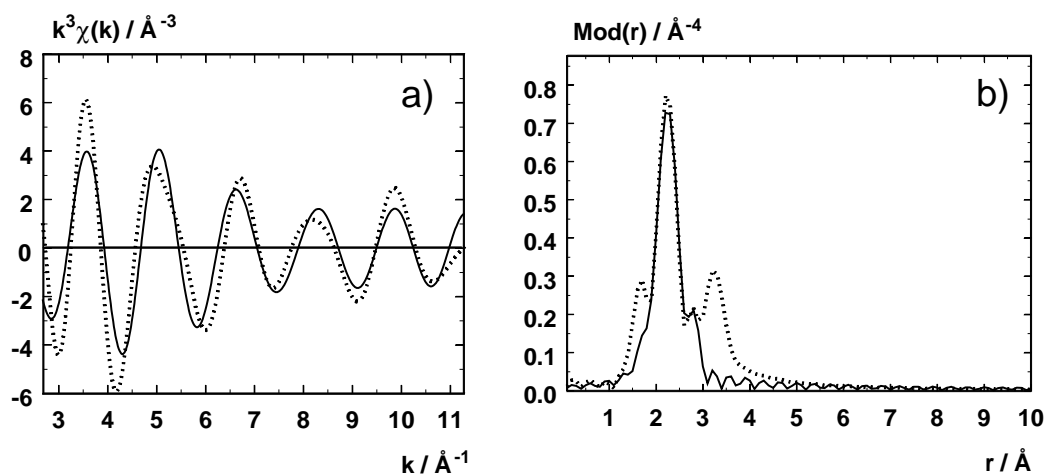 k³χ(k) / Å⁻³
8
6
4
2
0
-2
-4
-6
a)
3 4 5 6 7 8 9 10 11
k / Å⁻¹
Mod(r) / Å⁻⁴
0.8
0.7
0.6
0.5
0.4
0.3
0.2
0.1
0.0
b)
1 2 3 4 5 6 7 8 9 10
r / Å